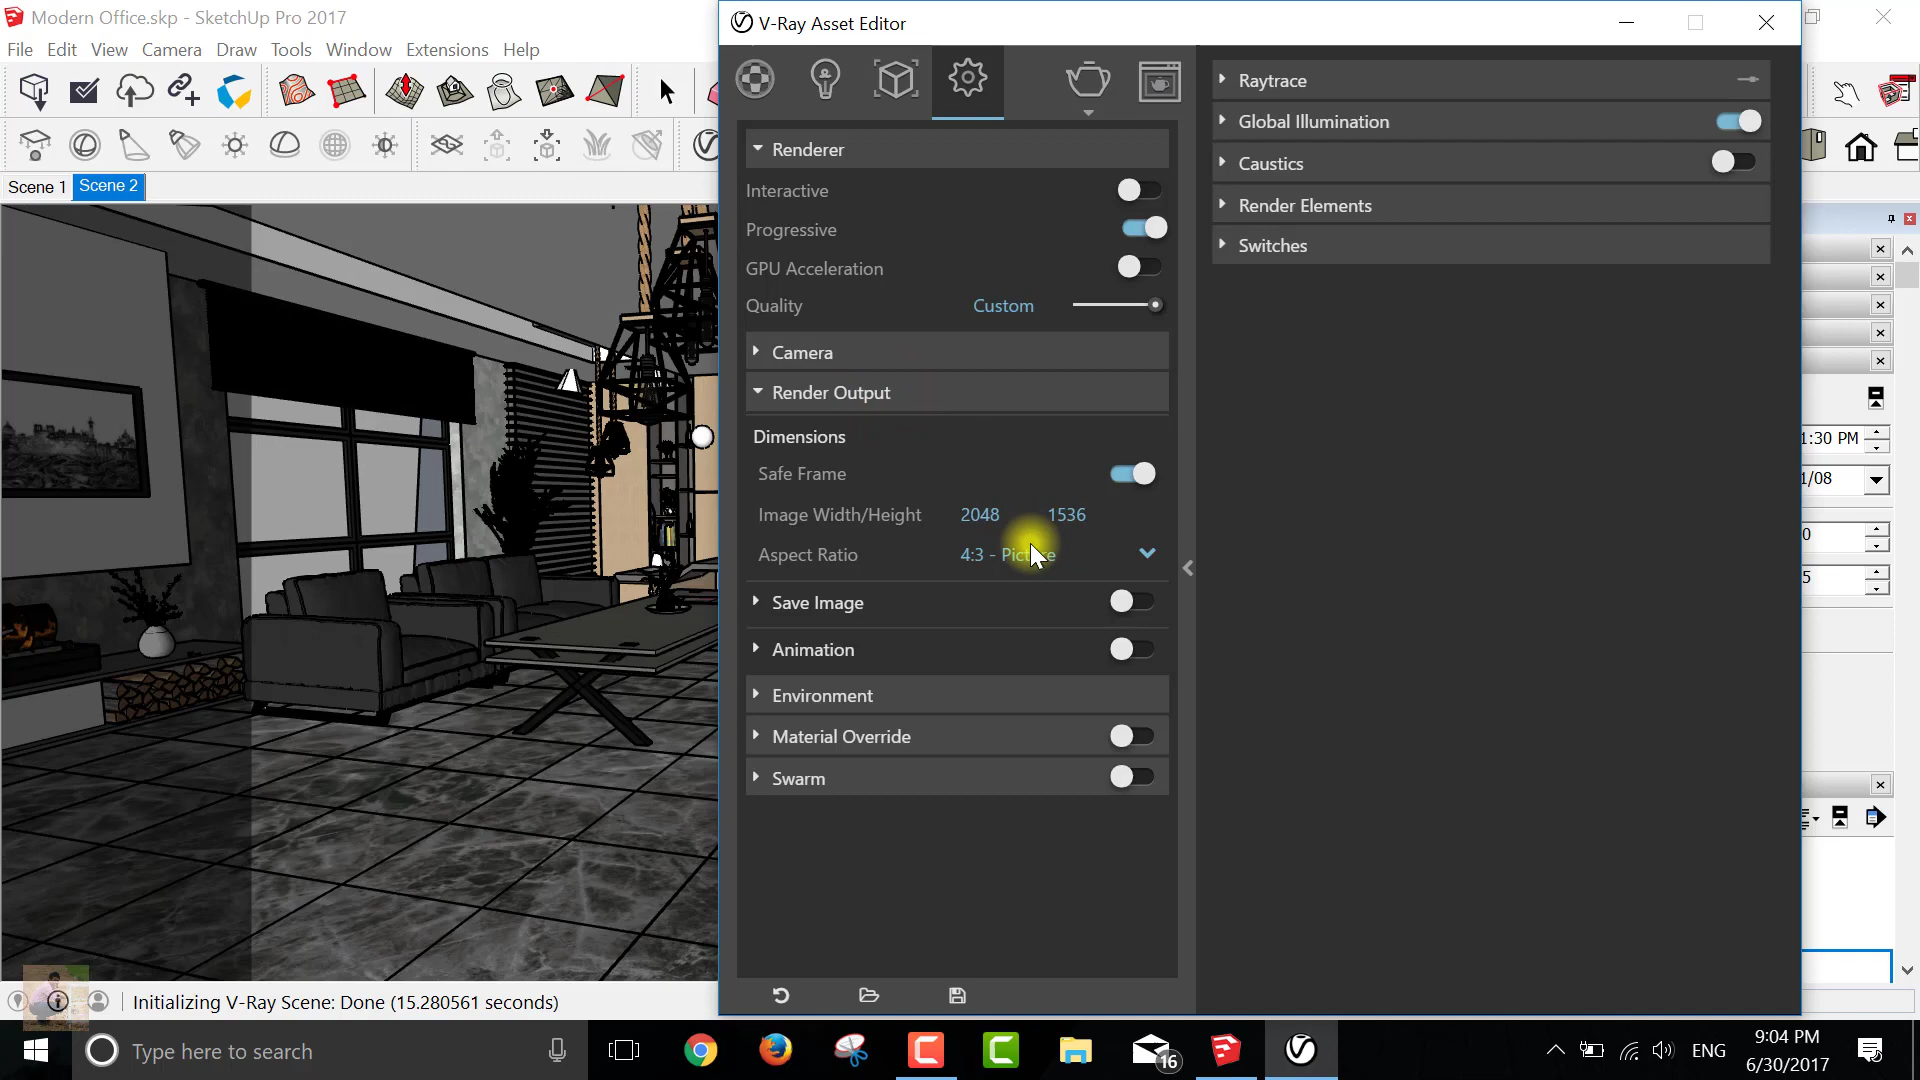 Modern Office.skp - SketchUp Pro 2017
File Edit View Camera Draw Tools Window Extensions Help
Scene 1 Scene 2
V-Ray Asset Editor
Renderer
Interactive
Progressive
GPU Acceleration
Quality Custom
Camera
Render Output
Dimensions
Safe Frame
Image Width/Height 2048 1536
Aspect Ratio 4:3 - Picture
Save Image
Animation
Environment
Material Override
Swarm
Raytrace
Global Illumination
Caustics
Render Elements
Switches
1:30 PM
1/08
0
5
Initializing V-Ray Scene: Done (15.280561 seconds)
Type here to search
16
ENG
9:04 PM
6/30/2017